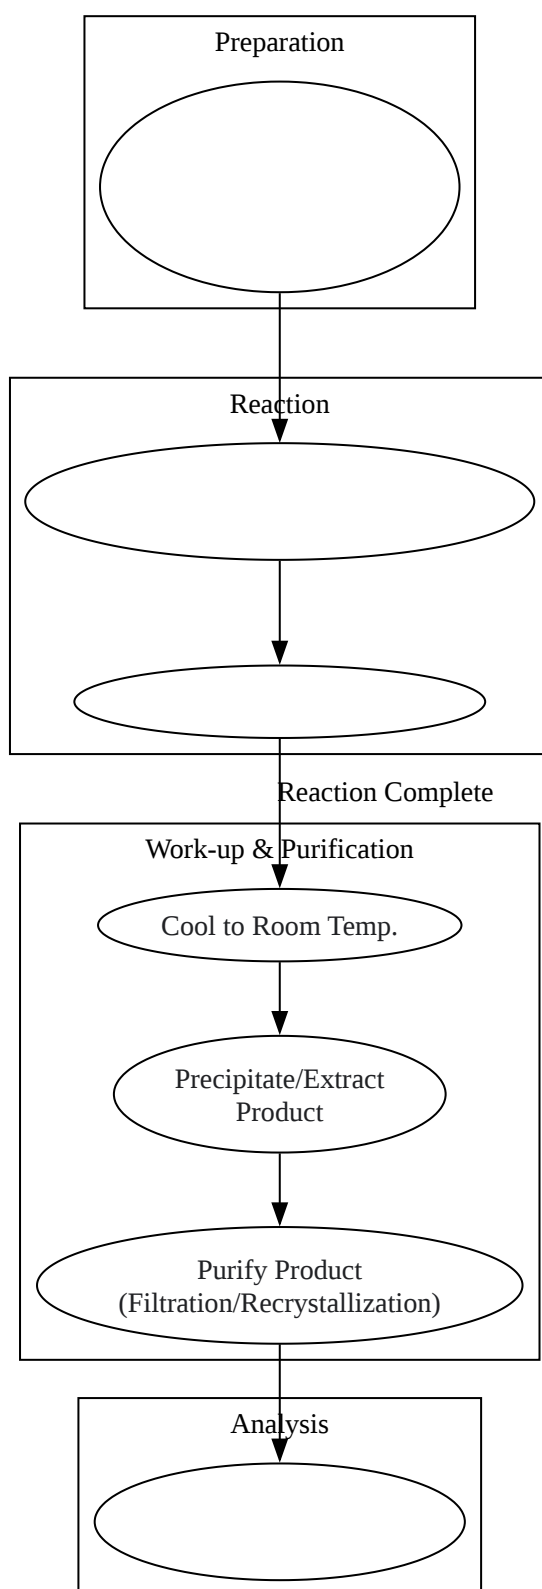 Preparation
Reaction
Reaction Complete
Work-up & Purification
Cool to Room Temp.
Precipitate/Extract
Product
Purify Product
(Filtration/Recrystallization)
Analysis